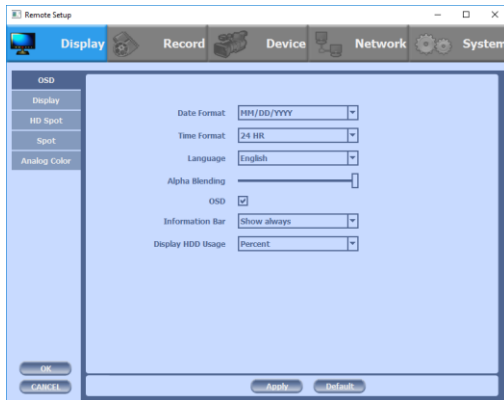 Remote Setup
Display Record Device Network System
OSD
Display
HD Spot
Spot
Analog Color
Date Format MM/DD/YYYY
Time Format 24 HR
Language English
Alpha Blending
OSD
Information Bar Show always
Display HDD Usage Percent
OK
CANCEL
Apply Default